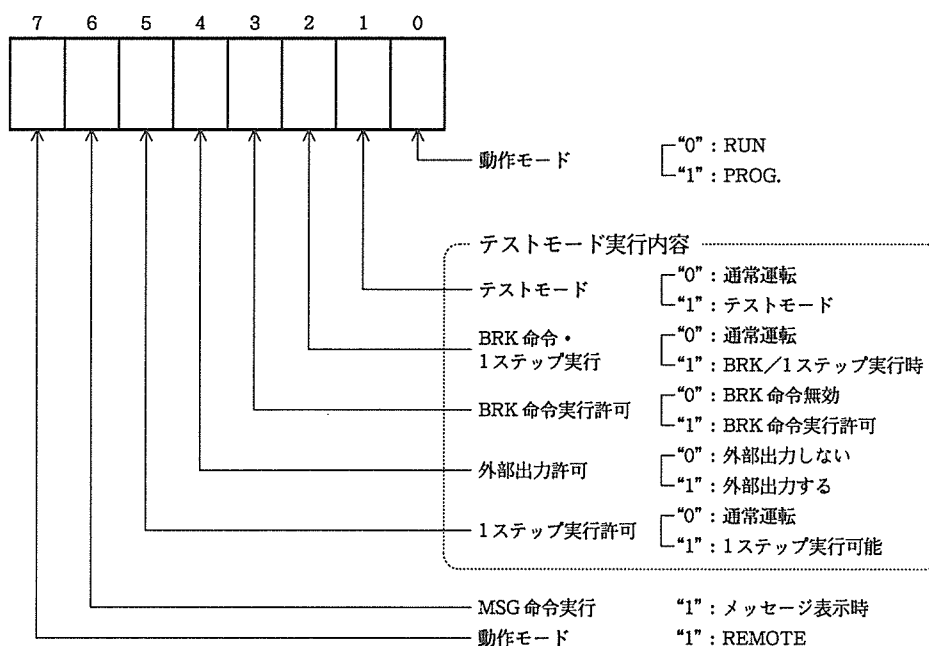 7 6 5 4 3 2 1 0
動作モード “0”：RUN
“1”：PROG.
テストモード実行内容
テストモード “0”：通常運転
“1”：テストモード
BRK 命令・
1ステップ実行 “0”：通常運転
“1”：BRK／1ステップ実行時
BRK 命令実行許可 “0”：BRK 命令無効
“1”：BRK 命令実行許可
外部出力許可 “0”：外部出力しない
“1”：外部出力する
1ステップ実行許可 “0”：通常運転
“1”：1ステップ実行可能
MSG 命令実行 “1”：メッセージ表示時
動作モード “1”：REMOTE